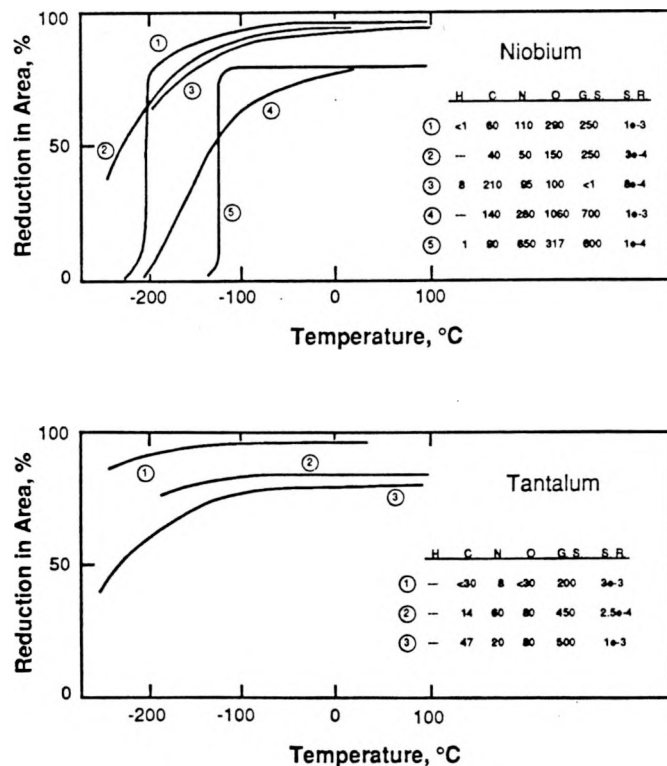 100
Reduction in Area, %
50
0
① ② ③ ④ ⑤
-200 -100 0 100
Temperature, °C
Niobium
H C N O G.S. S.R.
① <1 60 110 290 250 1e-3
② --- 40 50 150 250 3e-4
③ 8 210 95 100 <1 8e-4
④ --- 140 280 1060 700 1e-3
⑤ 1 90 650 317 600 1e-4
100
Reduction in Area, %
50
0
① ② ③
-200 -100 0 100
Temperature, °C
Tantalum
H C N O G.S. S.R.
① --- <30 8 <30 200 3e-3
② --- 14 60 80 450 2.5e-4
③ --- 47 20 80 500 1e-3